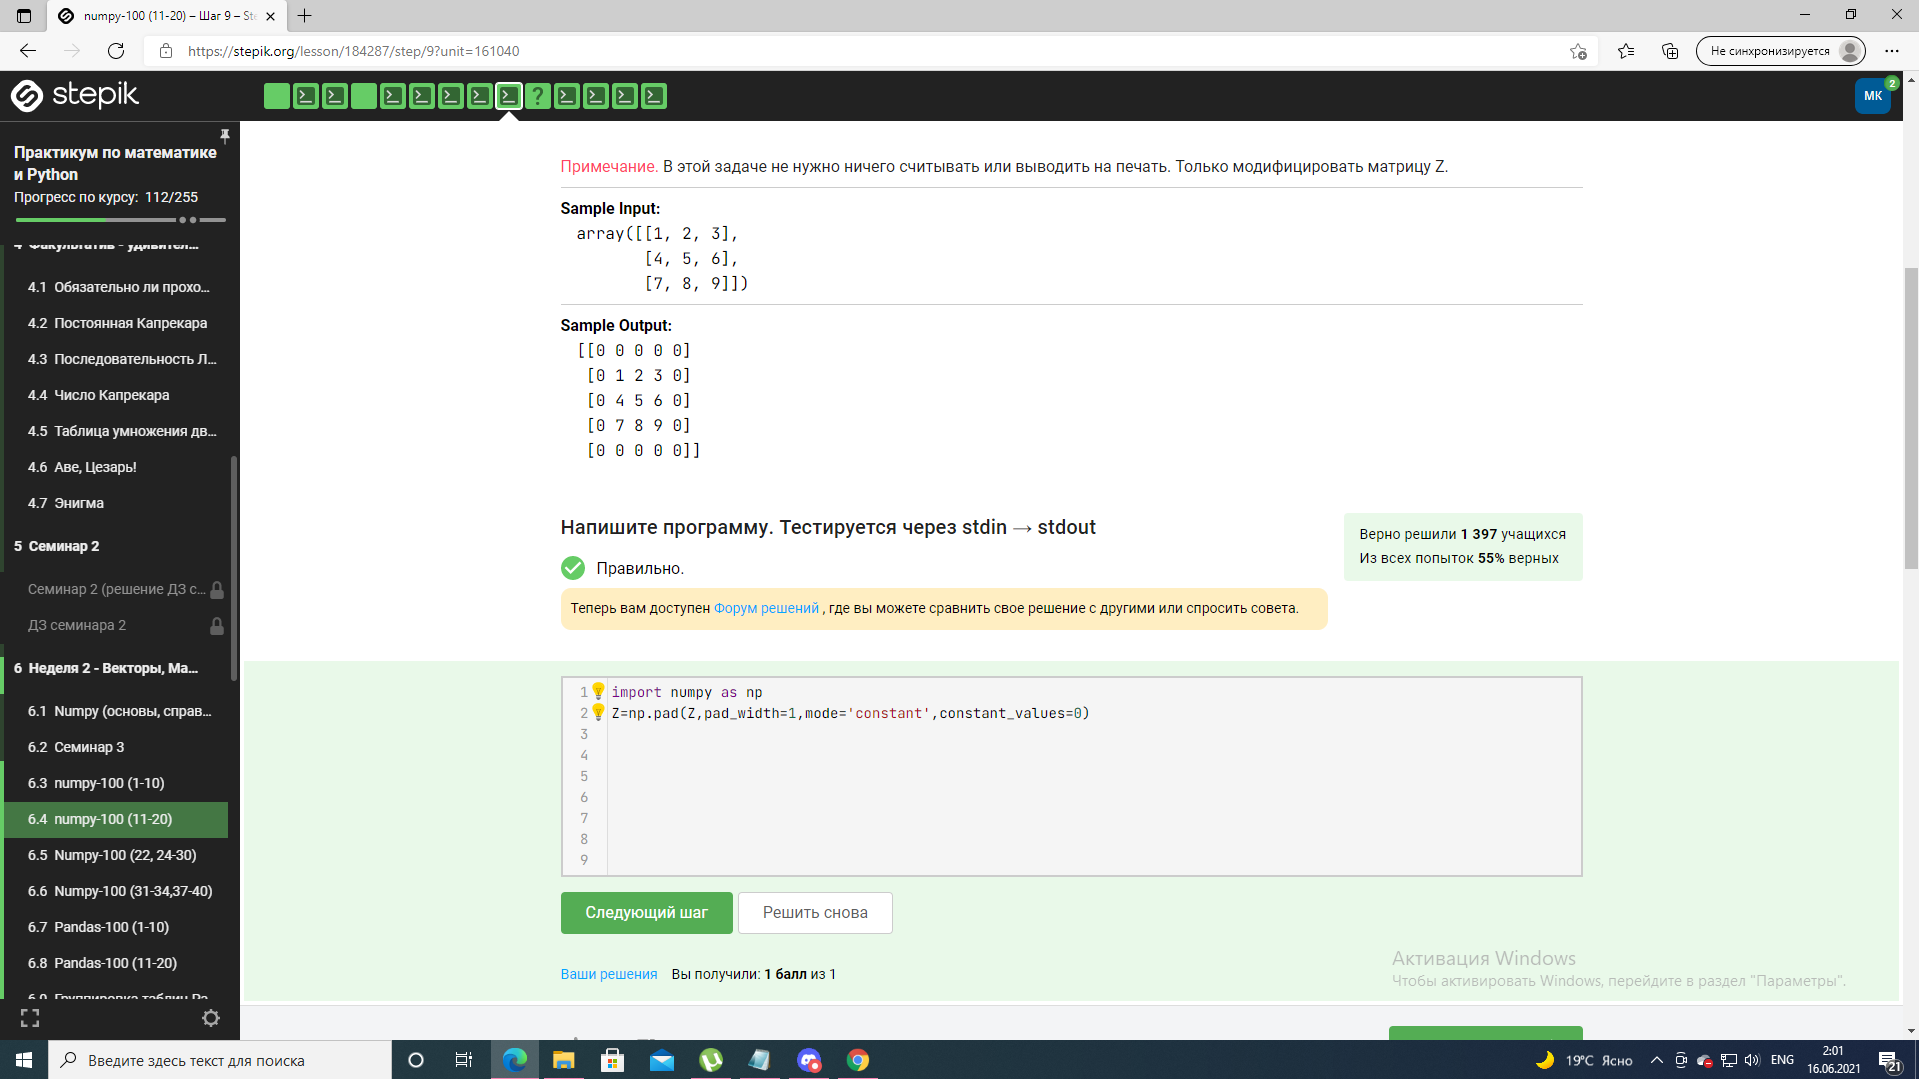 numpy-100 (11-20) – Шаг 9 – Ste
https://stepik.org/lesson/184287/step/9?unit=161040
Не синхронизируется
stepik
МК
2
Практикум по математике
и Python
Прогресс по курсу: 112/255
4 Факультатив - удивител...
4.1 Обязательно ли прохо...
4.2 Постоянная Капрекара
4.3 Последовательность Л...
4.4 Число Капрекара
4.5 Таблица умножения дв...
4.6 Аве, Цезарь!
4.7 Энигма
5 Семинар 2
Семинар 2 (решение ДЗ с...
ДЗ семинара 2
6 Неделя 2 - Векторы, Ма...
6.1 Numpy (основы, справ...
6.2 Семинар 3
6.3 numpy-100 (1-10)
6.4 numpy-100 (11-20)
6.5 Numpy-100 (22, 24-30)
6.6 Numpy-100 (31-34,37-40)
6.7 Pandas-100 (1-10)
6.8 Pandas-100 (11-20)
6.9 Группировка таблиц Pa...
Примечание. В этой задаче не нужно ничего считывать или выводить на печать. Только модифицировать матрицу Z.
Sample Input:
array([[1, 2, 3],
[4, 5, 6],
[7, 8, 9]])
Sample Output:
[[0 0 0 0 0]
[0 1 2 3 0]
[0 4 5 6 0]
[0 7 8 9 0]
[0 0 0 0 0]]
Напишите программу. Тестируется через stdin → stdout
Верно решили 1 397 учащихся
Из всех попыток 55% верных
Правильно.
Теперь вам доступен Форум решений , где вы можете сравнить свое решение с другими или спросить совета.
1 import numpy as np
2 Z=np.pad(Z,pad_width=1,mode='constant',constant_values=0)
3
4
5
6
7
8
9
Следующий шаг
Решить снова
Ваши решения Вы получили: 1 балл из 1
Активация Windows
Чтобы активировать Windows, перейдите в раздел "Параметры".
Введите здесь текст для поиска
19°C Ясно
ENG
2:01
16.06.2021
21